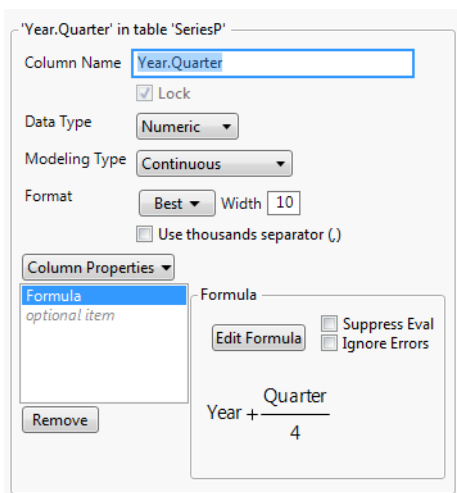 'Year.Quarter' in table 'SeriesP'
Column Name Year.Quarter
Lock
Data Type Numeric
Modeling Type Continuous
Format Best Width 10
Use thousands separator (,)
Column Properties
Formula
optional item
Remove
Formula
Edit Formula
Suppress Eval
Ignore Errors
Year + Quarter
4